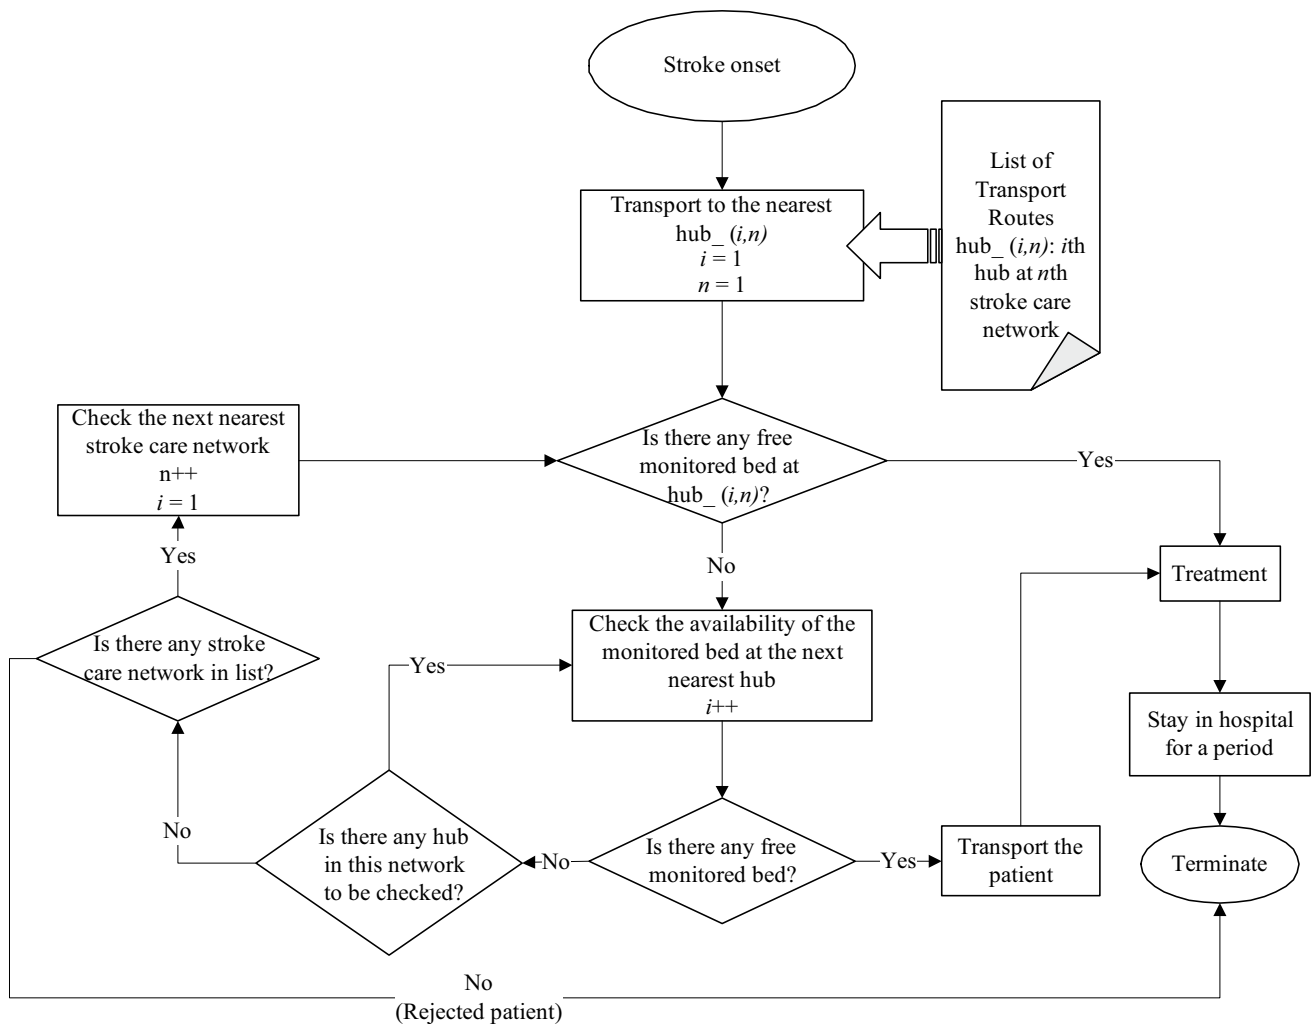 Stroke onset
Transport to the nearest
hub_ (i,n)
i = 1
n = 1
List of
Transport
Routes
hub_ (i,n): ith
hub at nth
stroke care
network
Check the next nearest
stroke care network
n++
i = 1
Is there any free
monitored bed at
hub_ (i,n)?
Yes
Yes
No
Treatment
Is there any stroke
care network in list?
Check the availability of the
monitored bed at the next
nearest hub
i++
Yes
Stay in hospital
for a period
No
Is there any hub
in this network
to be checked?
No
Is there any free
monitored bed?
Yes
Transport the
patient
Terminate
No
(Rejected patient)